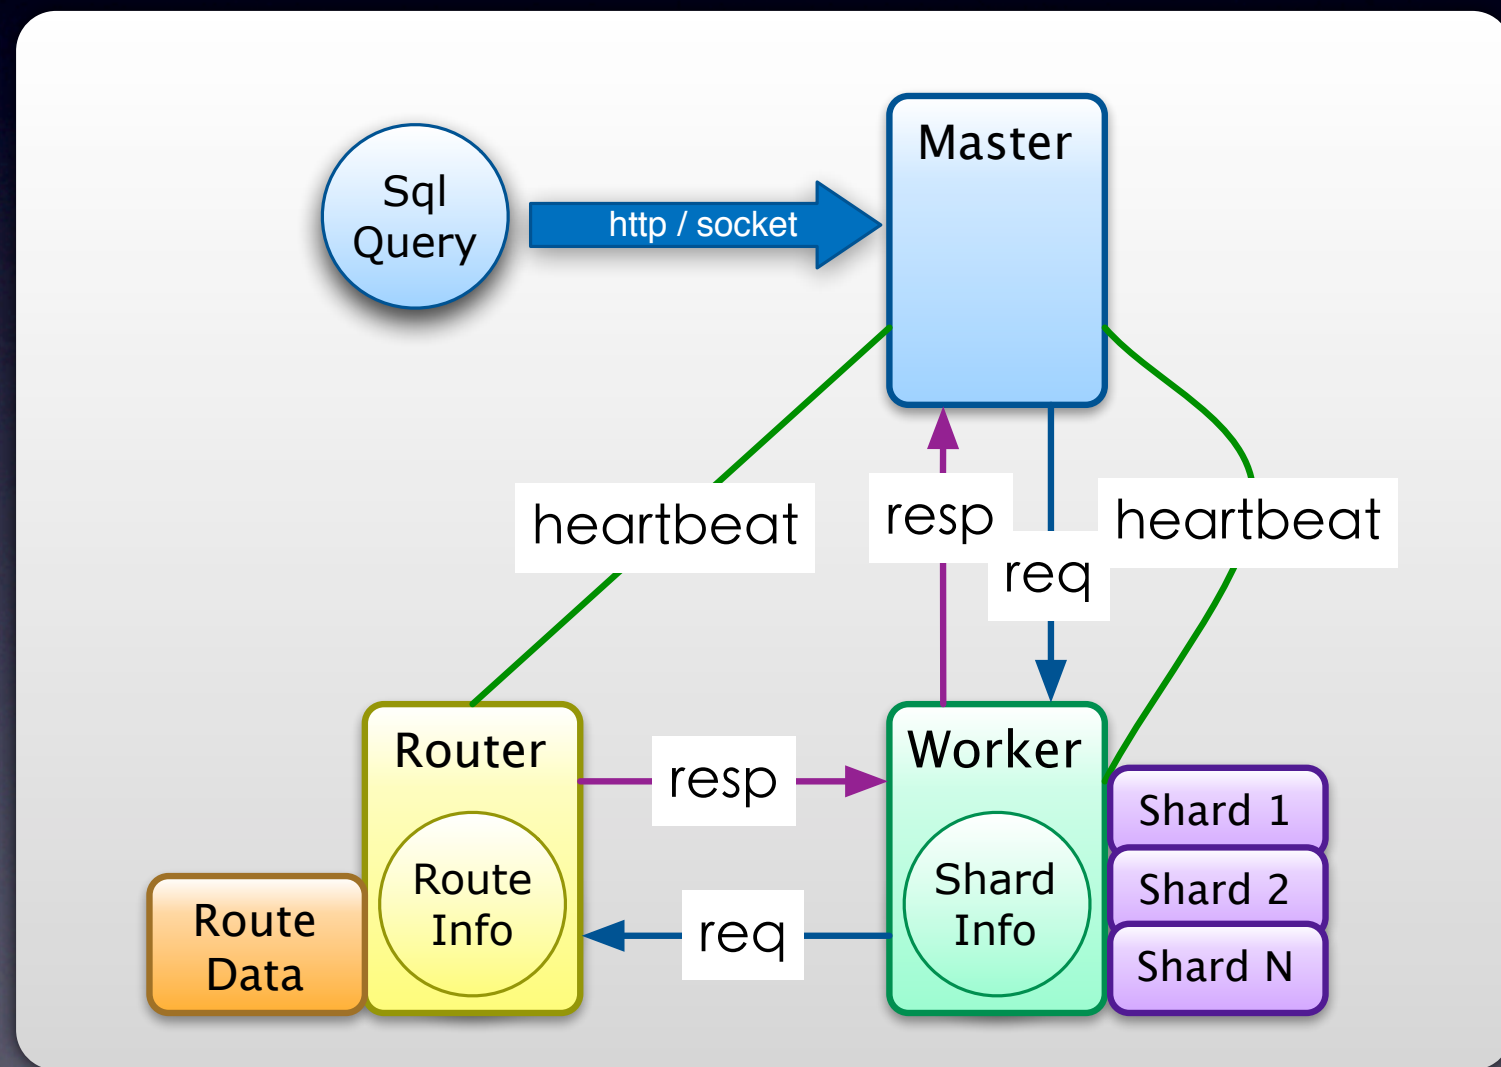 Master
Sql
Query
http / socket
heartbeat
resp
req
heartbeat
Router
resp
Worker
Route
Info
Shard
Info
Shard 1
Shard 2
Shard N
Route
Data
req